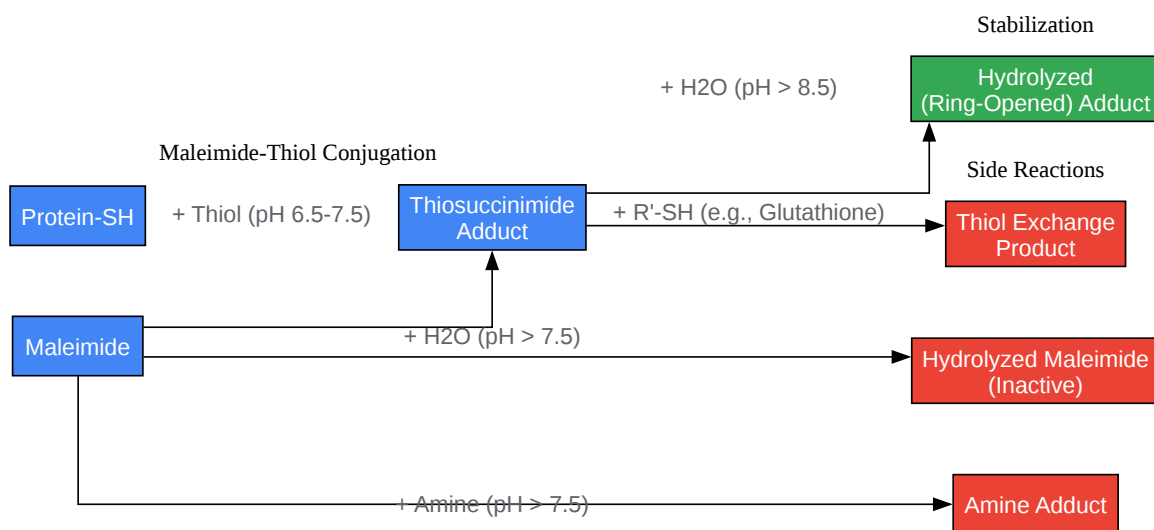 Stabilization
Hydrolyzed
(Ring-Opened) Adduct
+ H2O (pH > 8.5)
Maleimide-Thiol Conjugation
Side Reactions
Protein-SH
+ Thiol (pH 6.5-7.5)
Thiosuccinimide
Adduct
+ R'-SH (e.g., Glutathione)
Thiol Exchange
Product
Maleimide
+ H2O (pH > 7.5)
Hydrolyzed Maleimide
(Inactive)
+ Amine (pH > 7.5)
Amine Adduct